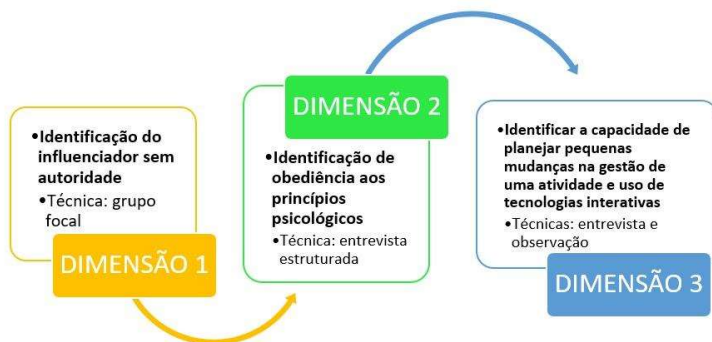 •Identificação do
influenciador sem
autoridade
•Técnica: grupo
focal
DIMENSÃO 1
DIMENSÃO 2
•Identificação de
obediência aos
princípios
psicológicos
•Técnica: entrevista
estruturada
•Identificar a capacidade de
planejar pequenas
mudanças na gestão de
uma atividade e uso de
tecnologias interativas
•Técnicas: entrevista e
observação
DIMENSÃO 3